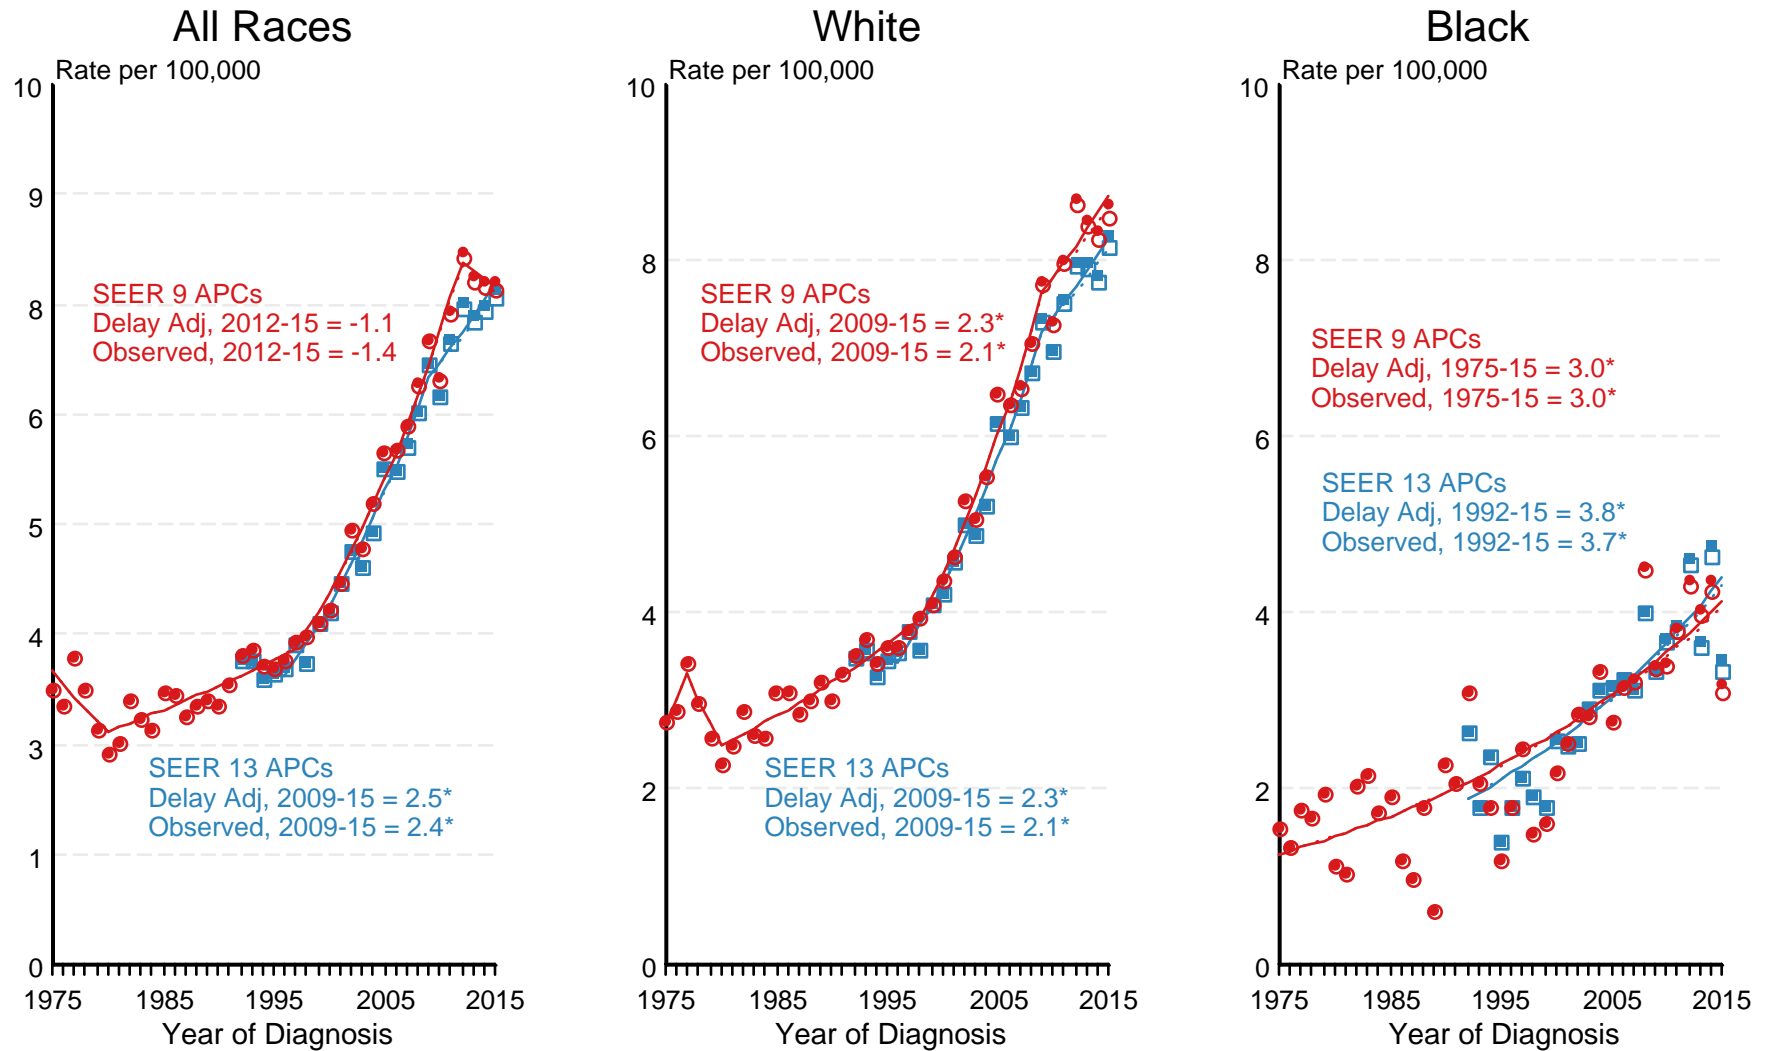 All Races
Rate per 100,000
10
9
8
6
5
4
3
1
0
SEER 9 APCs
Delay Adj, 2012-15 = -1.1
Observed, 2012-15 = -1.4
SEER 13 APCs
Delay Adj, 2009-15 = 2.5*
Observed, 2009-15 = 2.4*
1975 1985 1995 2005 2015
Year of Diagnosis
White
Rate per 100,000
10
8
6
4
2
0
SEER 9 APCs
Delay Adj, 2009-15 = 2.3*
Observed, 2009-15 = 2.1*
SEER 13 APCs
Delay Adj, 2009-15 = 2.3*
Observed, 2009-15 = 2.1*
1975 1985 1995 2005 2015
Year of Diagnosis
Black
Rate per 100,000
10
8
6
4
2
0
SEER 9 APCs
Delay Adj, 1975-15 = 3.0*
Observed, 1975-15 = 3.0*
SEER 13 APCs
Delay Adj, 1992-15 = 3.8*
Observed, 1992-15 = 3.7*
1975 1985 1995 2005 2015
Year of Diagnosis